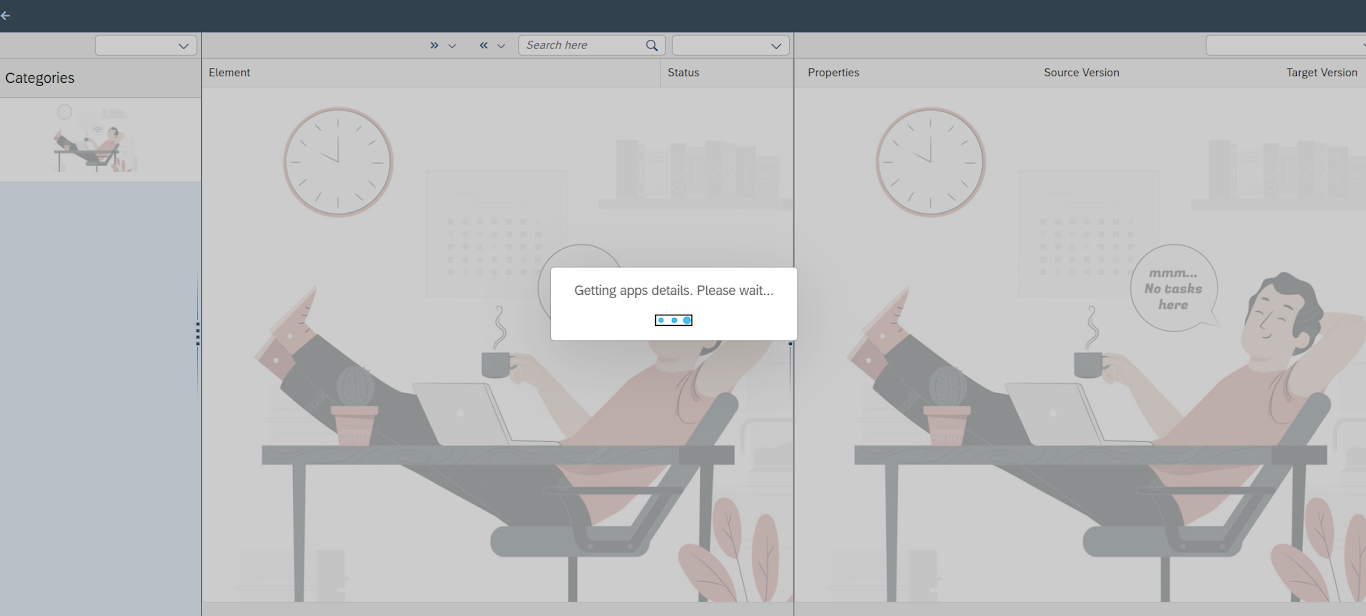 Search here
Categories
Element
Status
Properties
Source Version
Target Version
mmm...
No tasks
here
Getting apps details. Please wait...